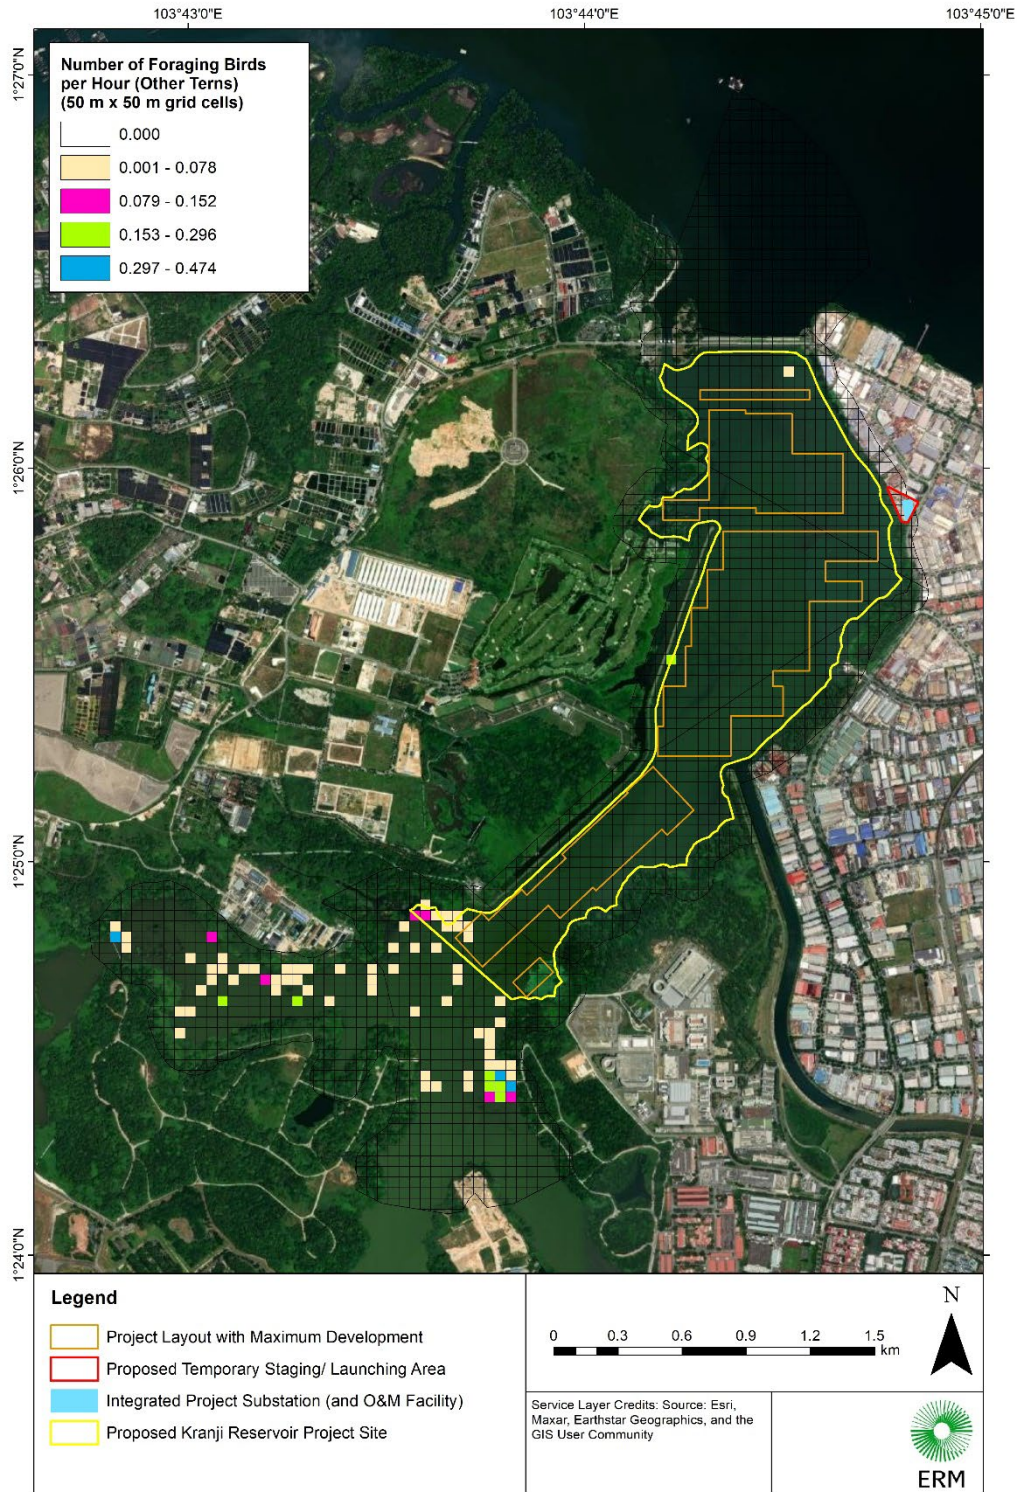 103°43'0"E
103°44'0"E
103°45'0"E
1°27'0"N
1°26'0"N
1°25'0"N
1°24'0"N
Number of Foraging Birds
per Hour (Other Terns)
(50 m x 50 m grid cells)
0.000
0.001 - 0.078
0.079 - 0.152
0.153 - 0.296
0.297 - 0.474
Legend
Project Layout with Maximum Development
Proposed Temporary Staging/ Launching Area
Integrated Project Substation (and O&M Facility)
Proposed Kranji Reservoir Project Site
0 0.3 0.6 0.9 1.2 1.5
km
N
Service Layer Credits: Source: Esri,
Maxar, Earthstar Geographics, and the
GIS User Community
ERM